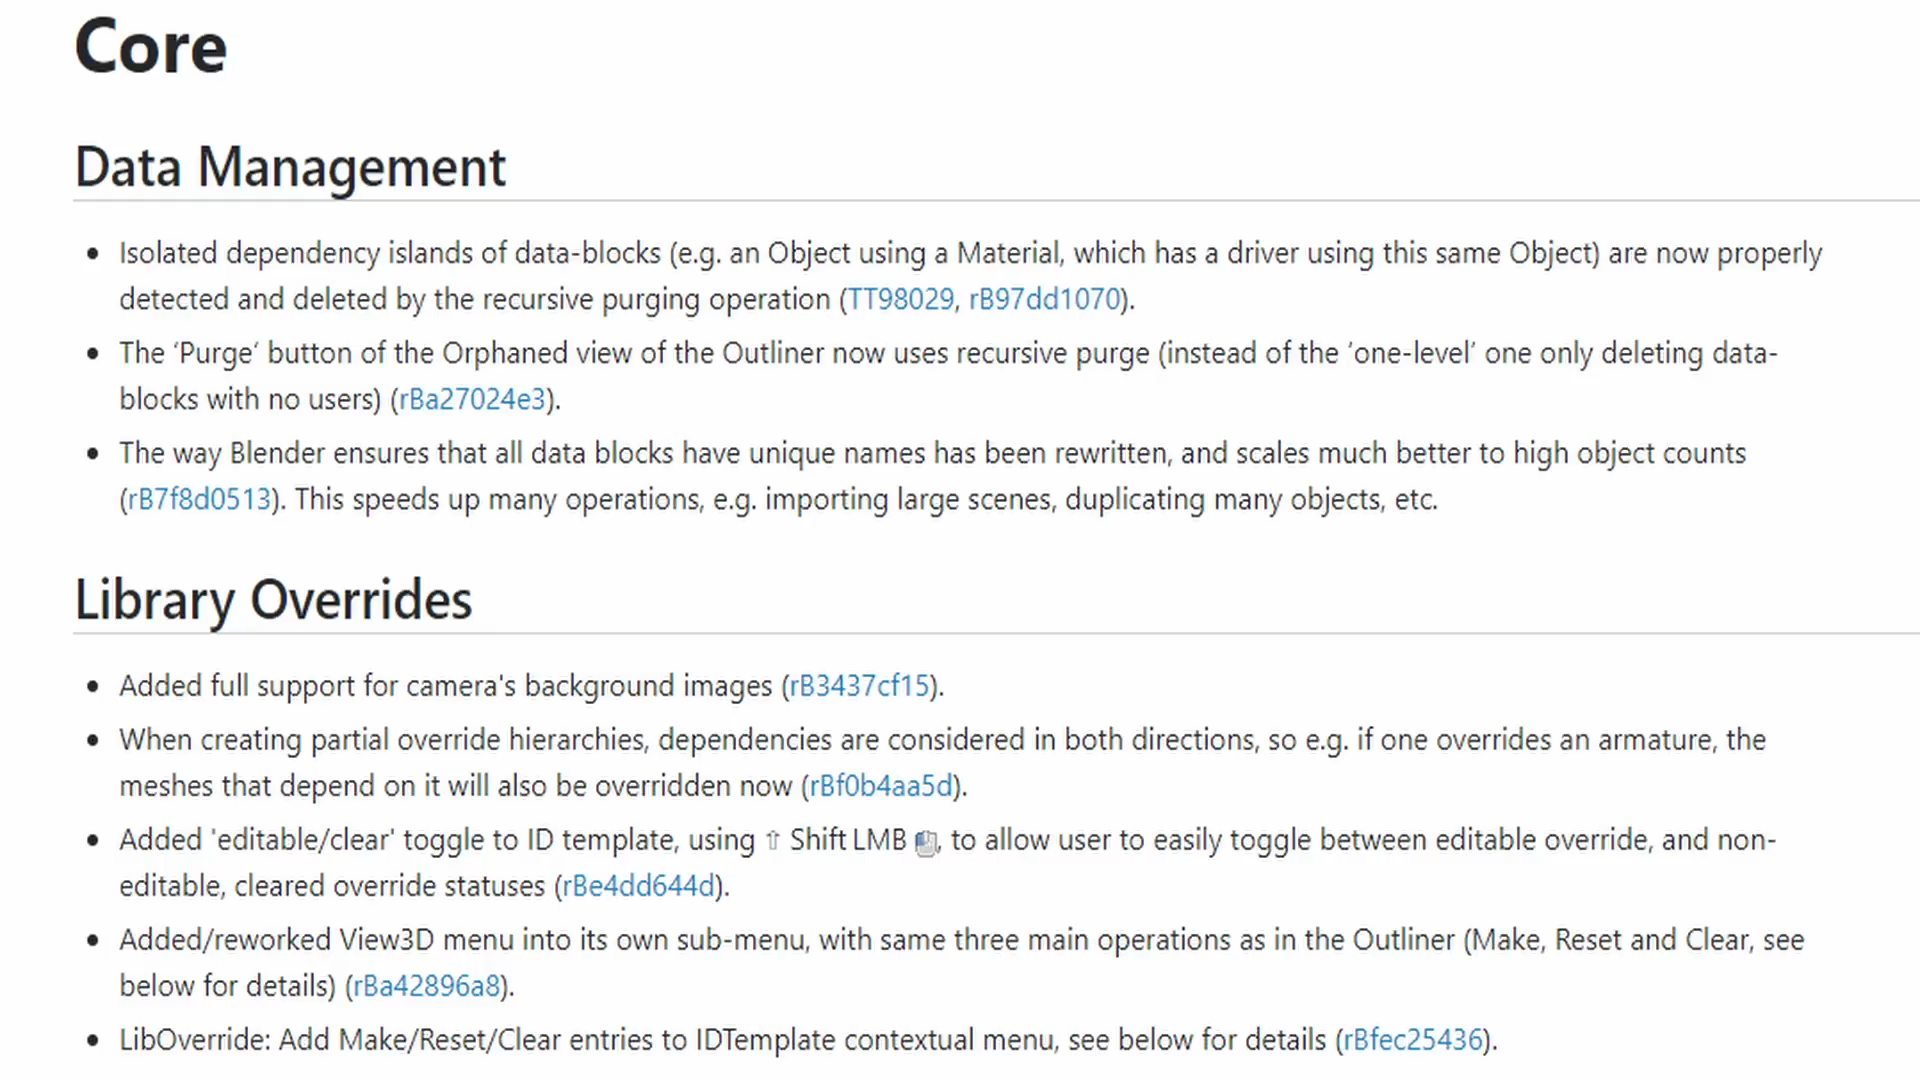 Core
Data Management
• Isolated dependency islands of data-blocks (e.g. an Object using a Material, which has a driver using this same Object) are now properly
detected and deleted by the recursive purging operation (TT98029, rB97dd1070).
• The ‘Purge‘ button of the Orphaned view of the Outliner now uses recursive purge (instead of the ’one-level’ one only deleting data-
blocks with no users) (rBa27024e3).
• The way Blender ensures that all data blocks have unique names has been rewritten, and scales much better to high object counts
(rB7f8d0513). This speeds up many operations, e.g. importing large scenes, duplicating many objects, etc.
Library Overrides
• Added full support for camera's background images (rB3437cf15).
• When creating partial override hierarchies, dependencies are considered in both directions, so e.g. if one overrides an armature, the
meshes that depend on it will also be overridden now (rBf0b4aa5d).
• Added 'editable/clear' toggle to ID template, using ⇧ Shift LMB, to allow user to easily toggle between editable override, and non-
editable, cleared override statuses (rBe4dd644d).
• Added/reworked View3D menu into its own sub-menu, with same three main operations as in the Outliner (Make, Reset and Clear, see
below for details) (rBa42896a8).
• LibOverride: Add Make/Reset/Clear entries to IDTemplate contextual menu, see below for details (rBfec25436).